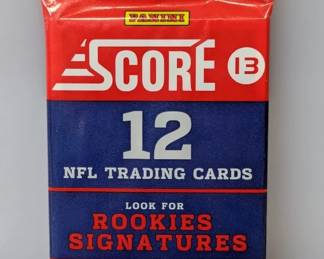 PANINI
SCORE 13
12
NFL TRADING CARDS
LOOK FOR
ROOKIES
SIGNATURES